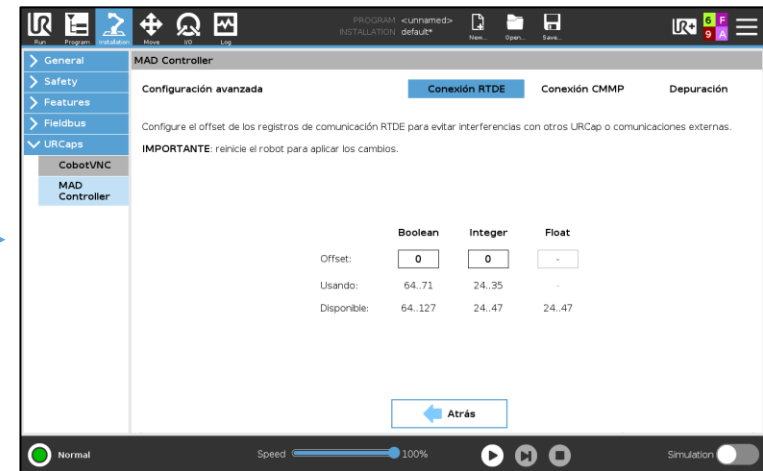 UR
Run
Program
Installation
Move
I/O
Log
PROGRAM <unnamed>
INSTALLATION default*
New...
Open...
Save...
UR+
6 F
9 A
General
Safety
Features
Fieldbus
URCaps
CobotVNC
MAD
Controller
MAD Controller
Configuración avanzada
Conexión RTDE
Conexión CMMP
Depuración
Configure el offset de los registros de comunicación RTDE para evitar interferencias con otros URCap o comunicaciones externas.
IMPORTANTE: reinicie el robot para aplicar los cambios.
Boolean Integer Float
Offset: 0 0 -
Usando: 64..71 24..35 -
Disponible: 64..127 24..47 24..47
Atrás
Normal
Speed 100%
Simulation